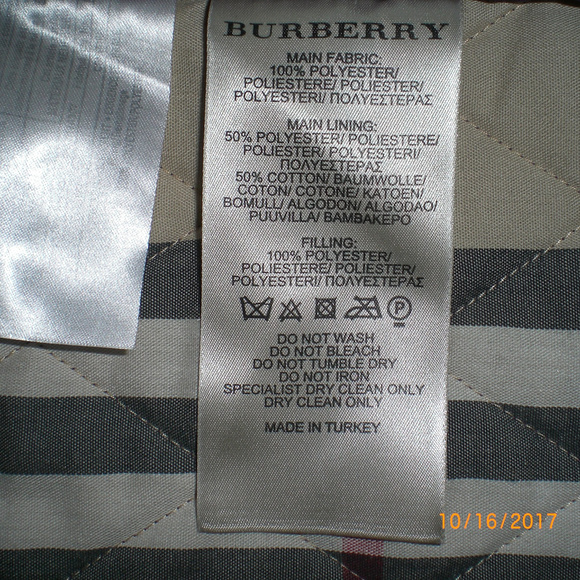 BURBERRY
MAIN FABRIC:
100% POLYESTER/
POLIESTERE/ POLIESTER/
POLYESTERI/ ΠΟΛΥΕΣΤΕΡΑΣ
MAIN LINING:
50% POLYESTER/ POLIESTERE/
POLIESTER/ POLYESTERI/
ΠΟΛΥΕΣΤΕΡΑΣ
50% COTTON/ BAUMWOLLE/
COTON/ COTONE/ KATOEN/
BOMULL/ ALGODON/ ALGODAO/
PUUVILLA/ ΒΑΜΒΑΚΕΡΟ
FILLING:
100% POLYESTER/
POLIESTERE/ POLIESTER/
POLYESTERI/ ΠΟΛΥΕΣΤΕΡΑΣ
P
DO NOT WASH
DO NOT BLEACH
DO NOT TUMBLE DRY
DO NOT IRON
SPECIALIST DRY CLEAN ONLY
DRY CLEAN ONLY
MADE IN TURKEY
10/16/2017